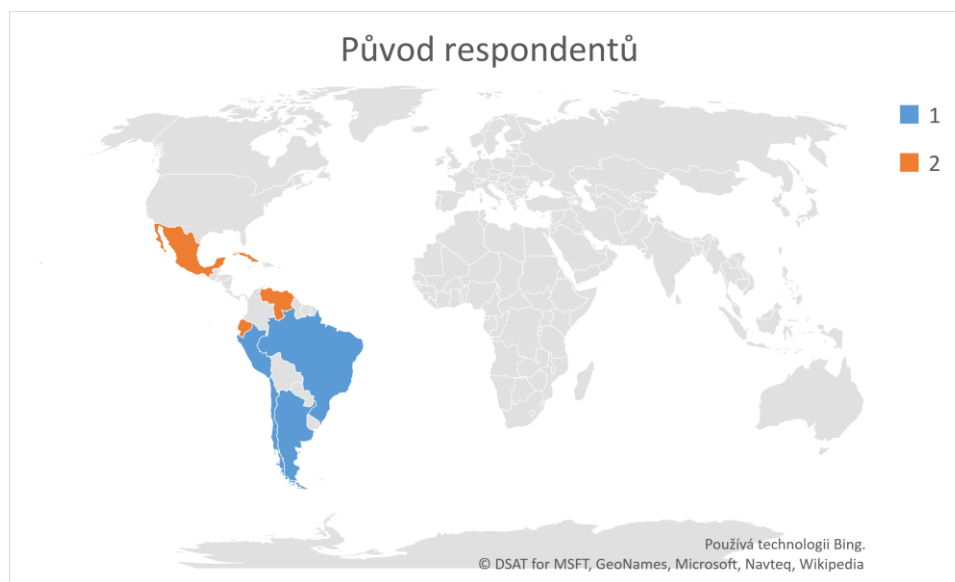 Původ respondentů
1
2
Používá technologii Bing.
© DSAT for MSFT, GeoNames, Microsoft, Navteq, Wikipedia